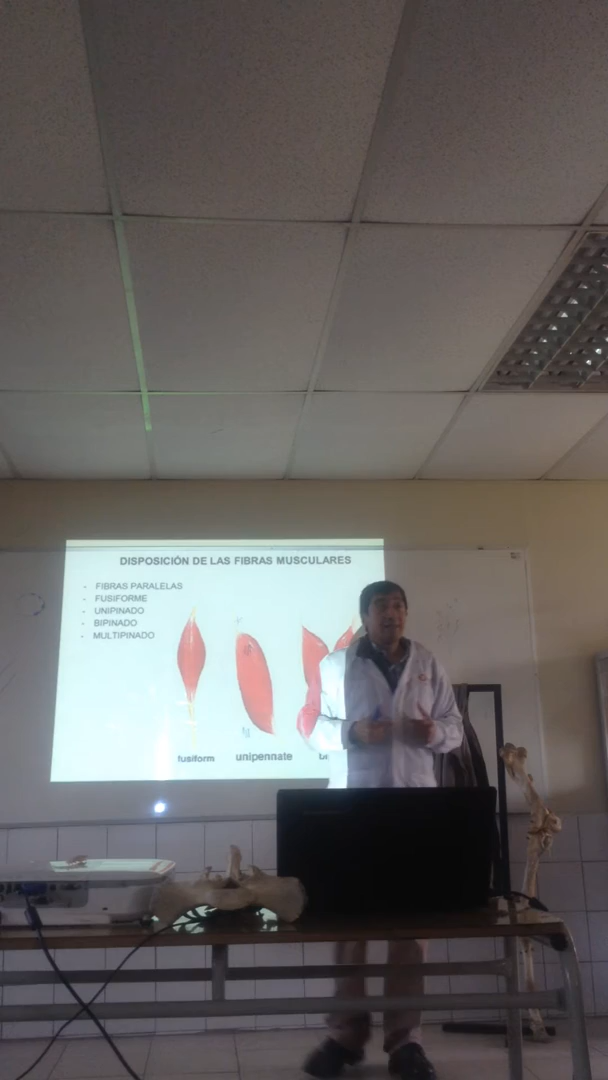 DISPOSICIÓN DE LAS FIBRAS MUSCULARES
- FIBRAS PARALELAS
- FUSIFORME
- UNIPINADO
- BIPINADO
- MULTIPINADO
fusiform unipennate